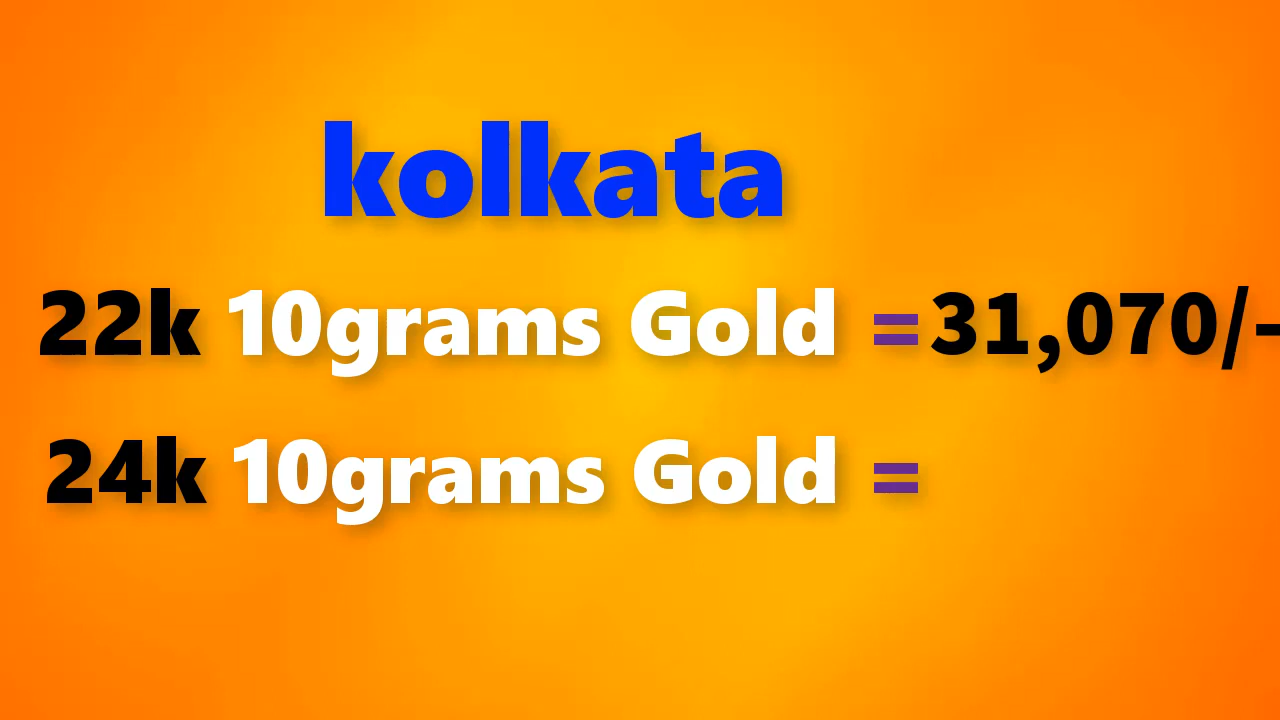 kolkata
22k 10grams Gold =31,070/-
24k 10grams Gold =